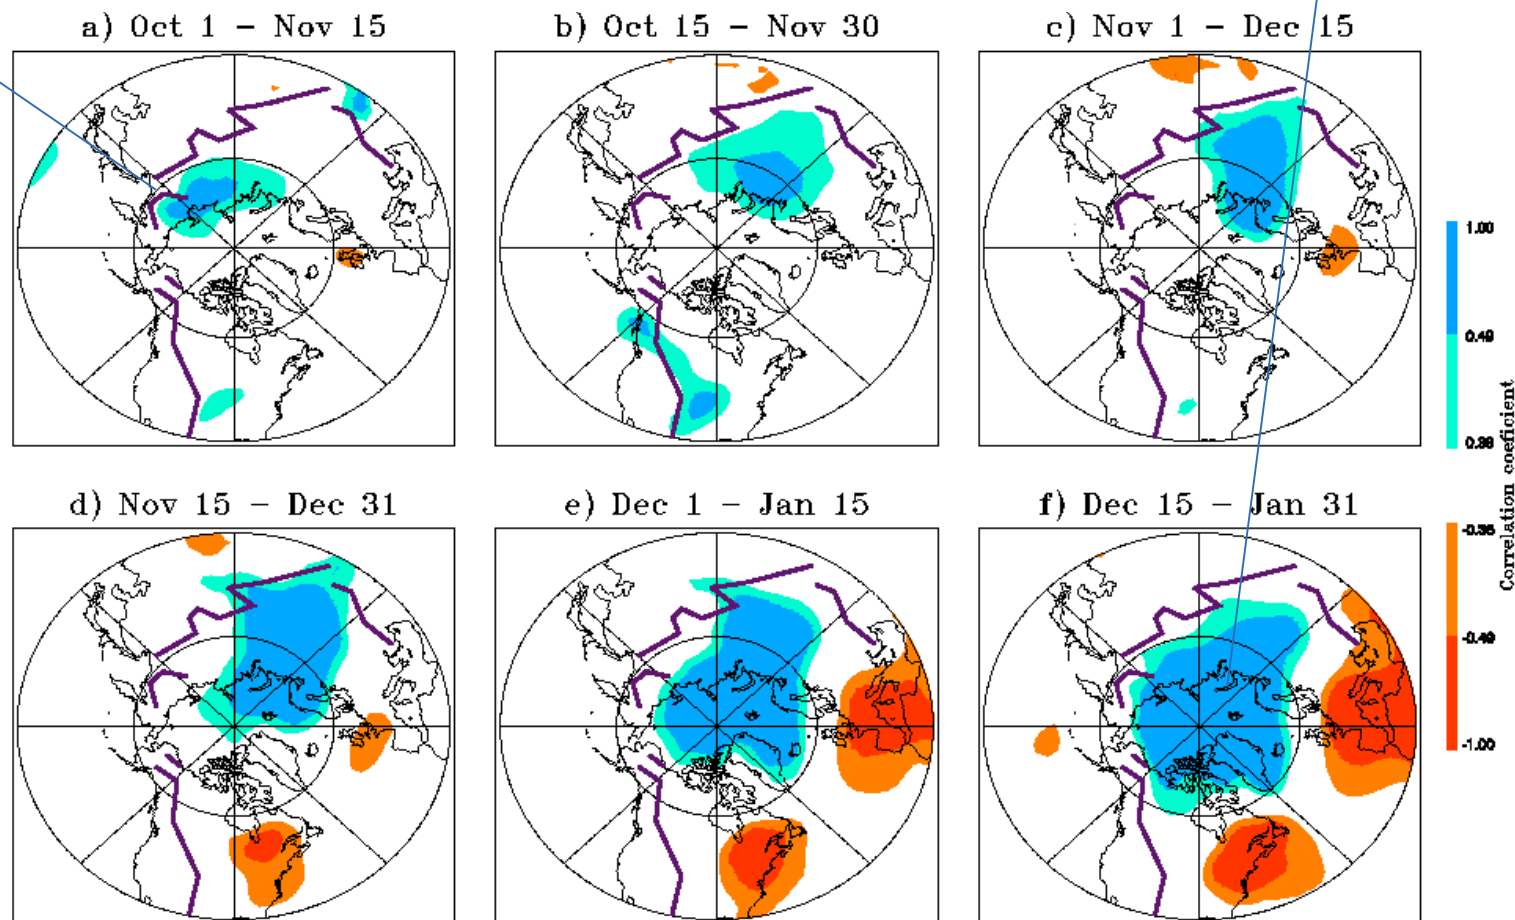 a) Oct 1 – Nov 15
b) Oct 15 – Nov 30
c) Nov 1 – Dec 15
d) Nov 15 – Dec 31
e) Dec 1 – Jan 15
f) Dec 15 – Jan 31
1.00
0.49
-0.49
-1.00
Correlation coeficient